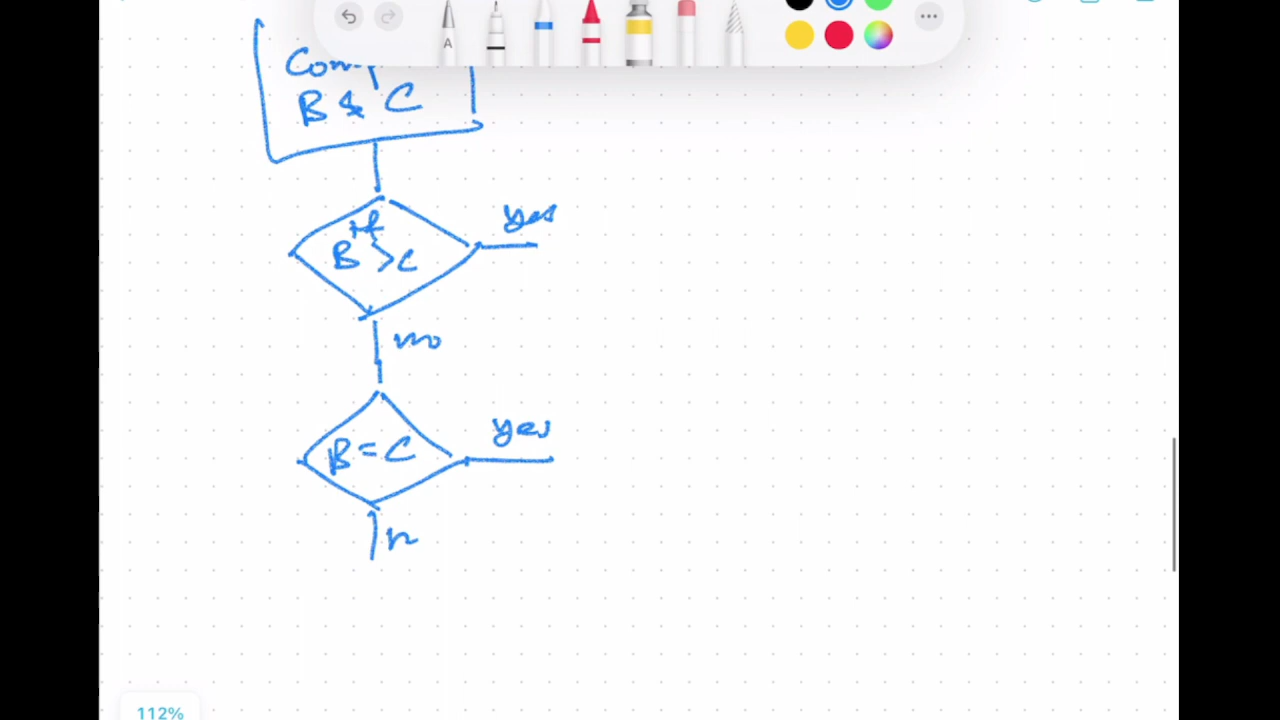 B & C
If
B > C
yes
no
B = C
yes
n
A
112%